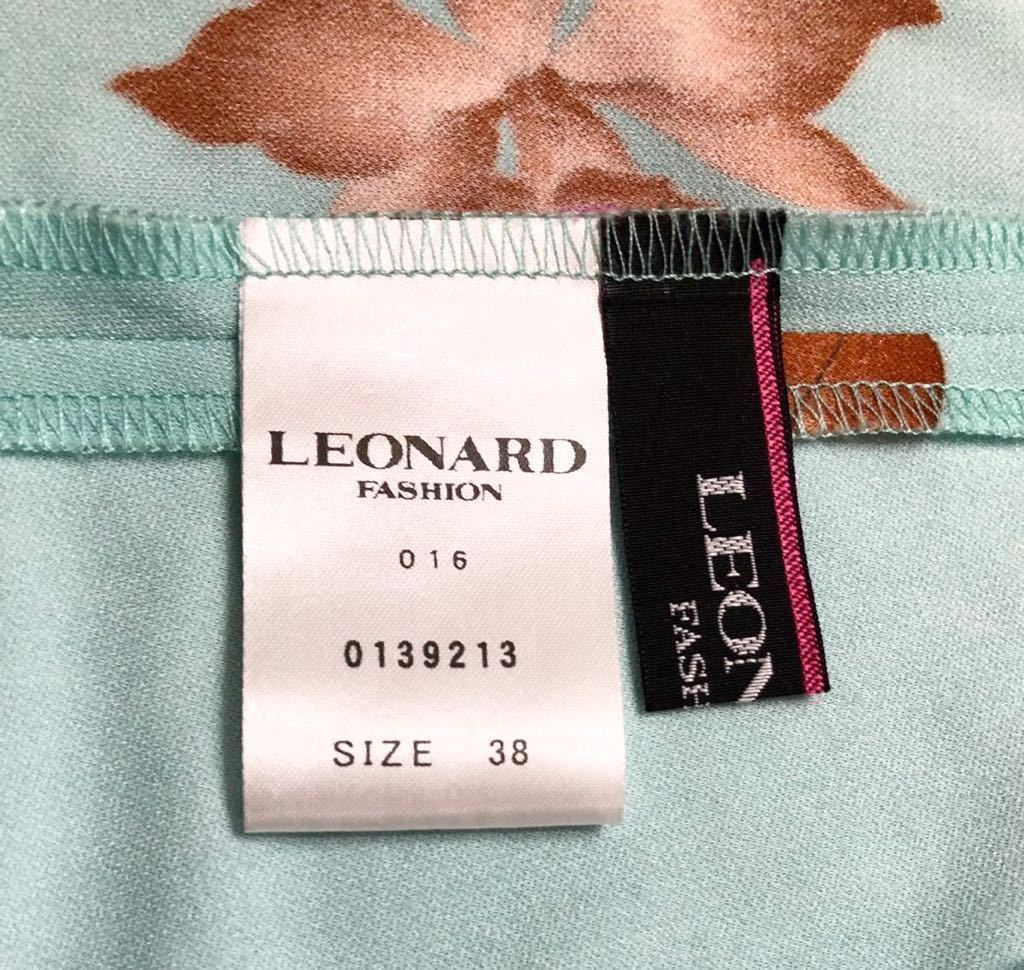 LEONARD
FASHION
016
0139213
SIZE 38
LEON
FASH